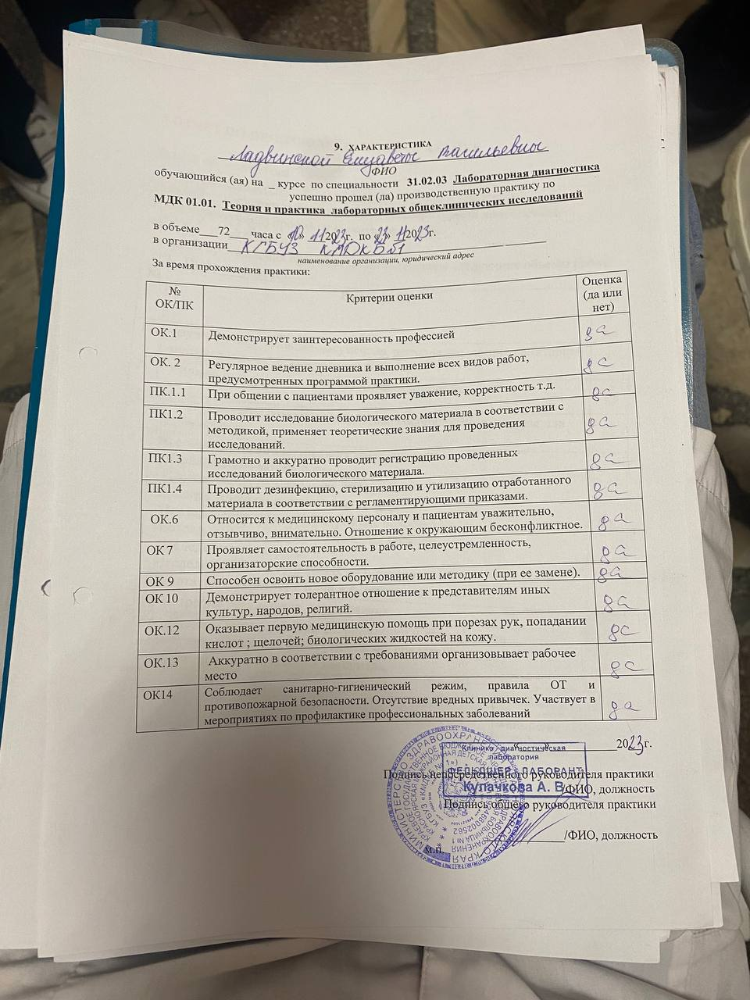 9. ХАРАКТЕРИСТИКА
Ладвинской Елизаветы Васильевны
ФИО
обучающийся (ая) на _ курсе по специальности 31.02.03 Лабораторная диагностика
успешно прошел (ла) производственную практику по
МДК 01.01. Теория и практика лабораторных общеклинических исследований
в объеме___72___ часа с «10» 11 2023г. по «23» 11 2023г.
в организации КГБУЗ КМДКБ №1
наименование организации, юридический адрес
За время прохождения практики:
№ ОК/ПК Критерии оценки Оценка (да или нет)
ОК.1 Демонстрирует заинтересованность профессией да
ОК. 2 Регулярное ведение дневника и выполнение всех видов работ, да
предусмотренных программой практики.
ПК.1.1 При общении с пациентами проявляет уважение, корректность т.д. да
ПК1.2 Проводит исследование биологического материала в соответствии с
методикой, применяет теоретические знания для проведения да
исследований.
ПК1.3 Грамотно и аккуратно проводит регистрацию проведенных да
исследований биологического материала.
ПК1.4 Проводит дезинфекцию, стерилизацию и утилизацию отработанного да
материала в соответствии с регламентирующими приказами.
ОК.6 Относится к медицинскому персоналу и пациентам уважительно, да
отзывчиво, внимательно. Отношение к окружающим бесконфликтное.
ОК 7 Проявляет самостоятельность в работе, целеустремленность, да
организаторские способности.
ОК 9 Способен освоить новое оборудование или методику (при ее замене). да
ОК 10 Демонстрирует толерантное отношение к представителям иных да
культур, народов, религий.
ОК.12 Оказывает первую медицинскую помощь при порезах рук, попадании да
кислот ; щелочей; биологических жидкостей на кожу.
ОК.13 Аккуратно в соответствии с требованиями организовывает рабочее да
место
ОК14 Соблюдает санитарно-гигиенический режим, правила ОТ и
противопожарной безопасности. Отсутствие вредных привычек. Участвует в да
мероприятиях по профилактике профессиональных заболеваний
2023г.
Клинико - диагностическая
лаборатория
ФЕЛЬДШЕР - ЛАБОРАНТ
Подпись непосредственного руководителя практики
Кулачкова А. В.
/ФИО, должность
Подпись общего руководителя практики
/ФИО, должность
м.п.